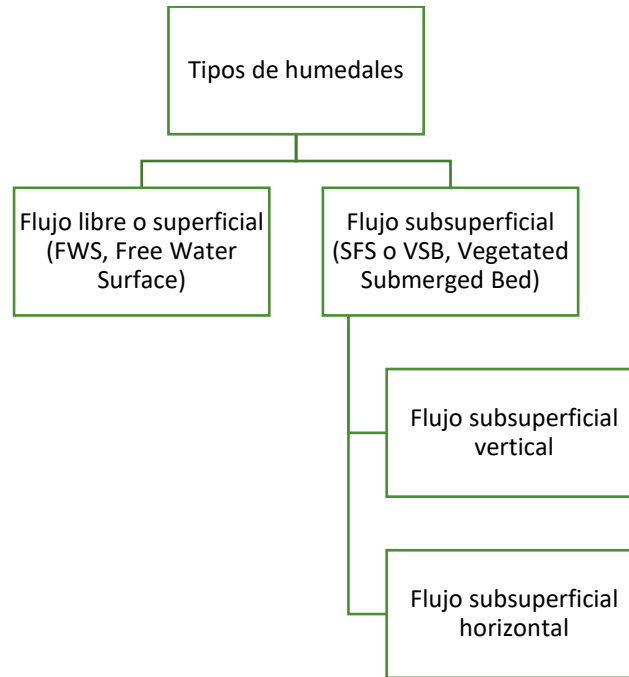 Tipos de humedales
Flujo libre o superficial
(FWS, Free Water
Surface)
Flujo subsuperficial
(SFS o VSB, Vegetated
Submerged Bed)
Flujo subsuperficial
vertical
Flujo subsuperficial
horizontal